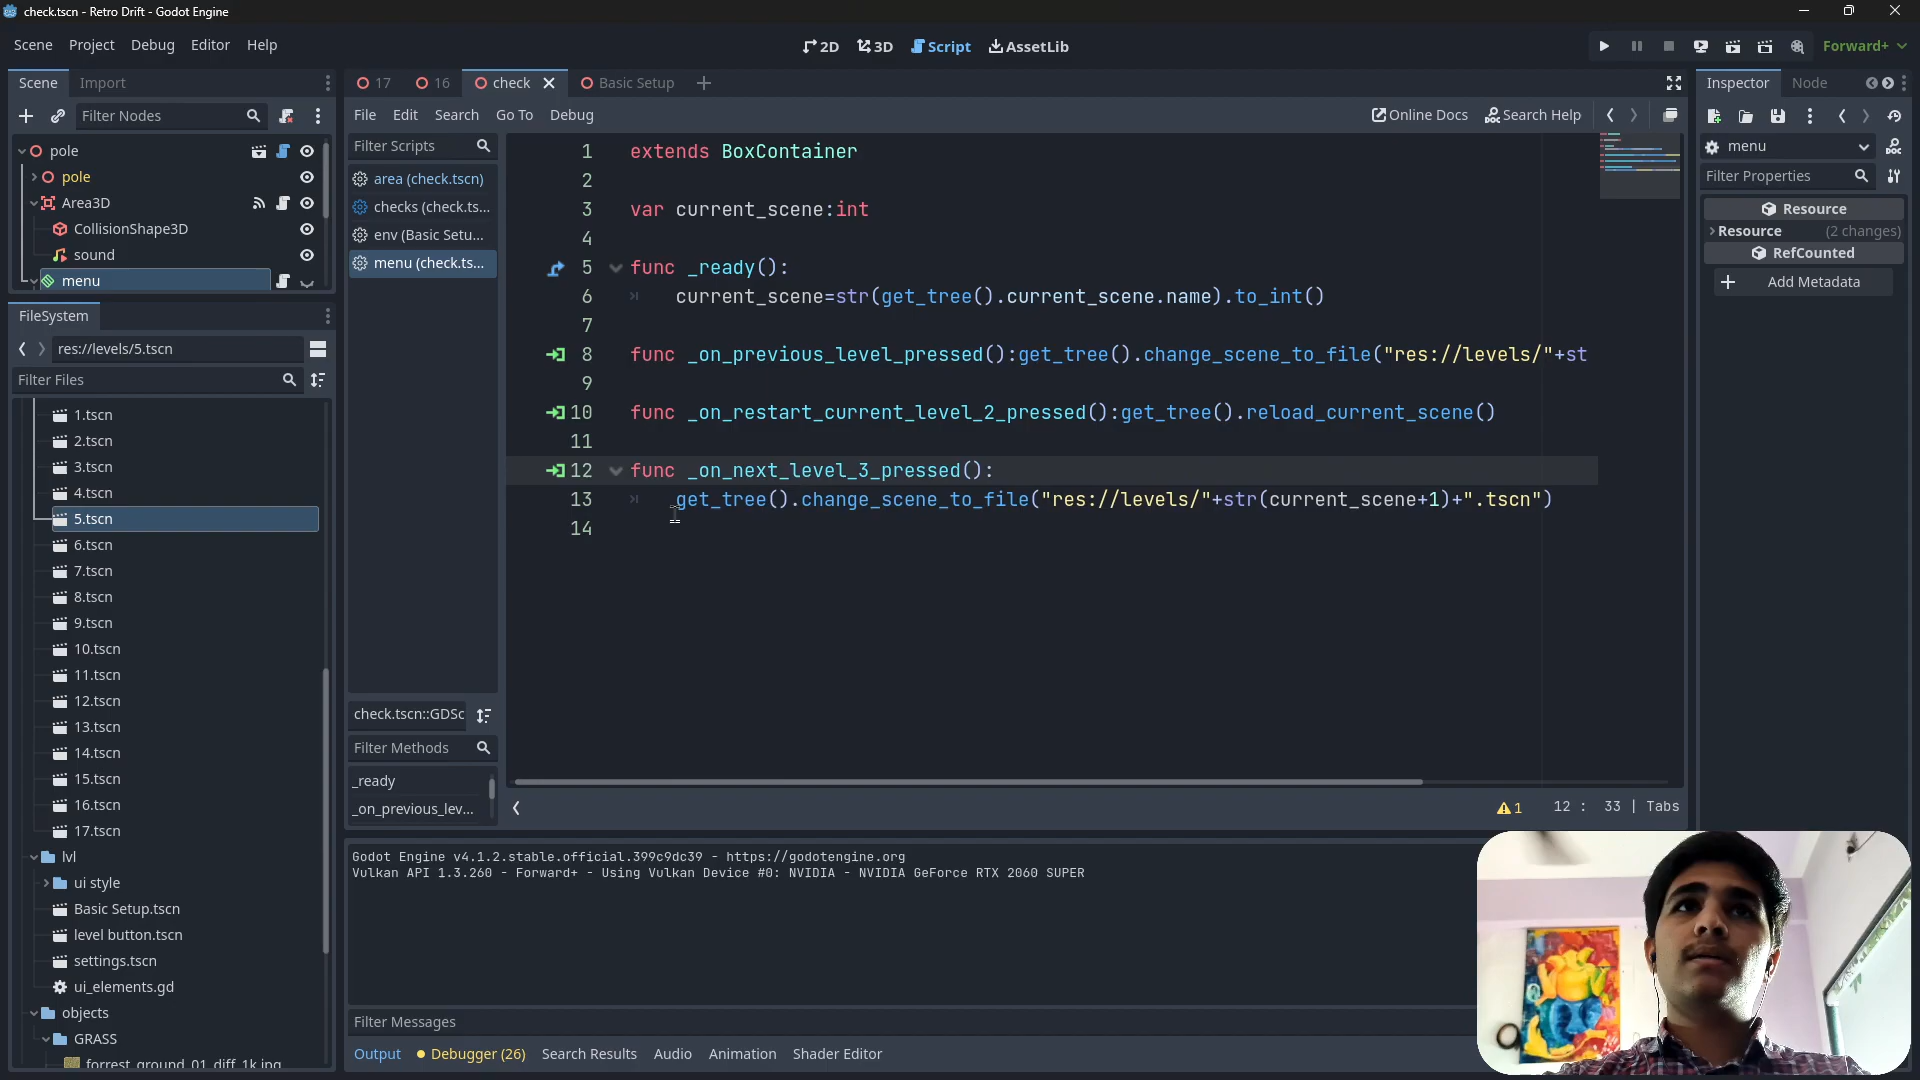 check.tscn - Retro Drift - Godot Engine
Scene Project Debug Editor Help
2D 3D Script AssetLib
Forward+
Scene Import
17 16 check Basic Setup
Inspector Node
Filter Nodes
File Edit Search Go To Debug
Online Docs Search Help
pole
pole
Area3D
CollisionShape3D
sound
menu
Filter Scripts
area (check.tscn)
checks (check.ts...
env (Basic Setu...
menu (check.ts...
1 extends BoxContainer
2
3 var current_scene:int
4
5 func _ready():
6 current_scene=str(get_tree().current_scene.name).to_int()
7
8 func _on_previous_level_pressed():get_tree().change_scene_to_file("res://levels/"+st
9
10 func _on_restart_current_level_2_pressed():get_tree().reload_current_scene()
11
12 func _on_next_level_3_pressed():
13 get_tree().change_scene_to_file("res://levels/"+str(current_scene+1)+".tscn")
14
menu
Filter Properties
Resource
Resource (2 changes)
RefCounted
Add Metadata
FileSystem
res://levels/5.tscn
Filter Files
1.tscn
2.tscn
3.tscn
4.tscn
5.tscn
6.tscn
7.tscn
8.tscn
9.tscn
10.tscn
11.tscn
12.tscn
13.tscn
14.tscn
15.tscn
16.tscn
17.tscn
lvl
ui style
Basic Setup.tscn
level button.tscn
settings.tscn
ui_elements.gd
objects
GRASS
forrest_ground_01_diff_1k.jpg
check.tscn::GDSc
Filter Methods
_ready
_on_previous_lev...
1 12 : 33 | Tabs
Godot Engine v4.1.2.stable.official.399c9dc39 - https://godotengine.org
Vulkan API 1.3.260 - Forward+ - Using Vulkan Device #0: NVIDIA - NVIDIA GeForce RTX 2060 SUPER
Filter Messages
Output Debugger (26) Search Results Audio Animation Shader Editor